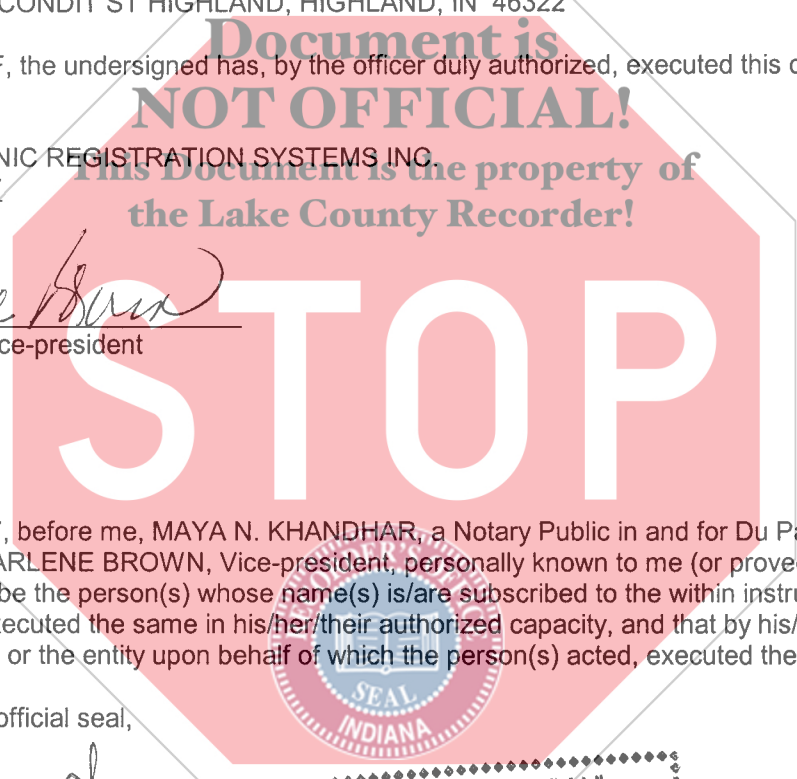 CONDIT ST HIGHLAND, HIGHLAND, IN 46322
Document is
F, the undersigned has, by the officer duly authorized, executed this
NOT OFFICIAL!
NIC REGISTRATION SYSTEMS INC.
This Document is the property of
the Lake County Recorder!
Brown
ce-president
STOP
, before me, MAYA N. KHANDHAR, a Notary Public in and for Du Pa
ARLENE BROWN, Vice-president, personally known to me (or prove
be the person(s) whose name(s) is/are subscribed to the within instru
xecuted the same in his/her/their authorized capacity, and that by his/
or the entity upon behalf of which the person(s) acted, executed the
RECORDER'S OFFICE
SEAL
INDIANA
official seal,